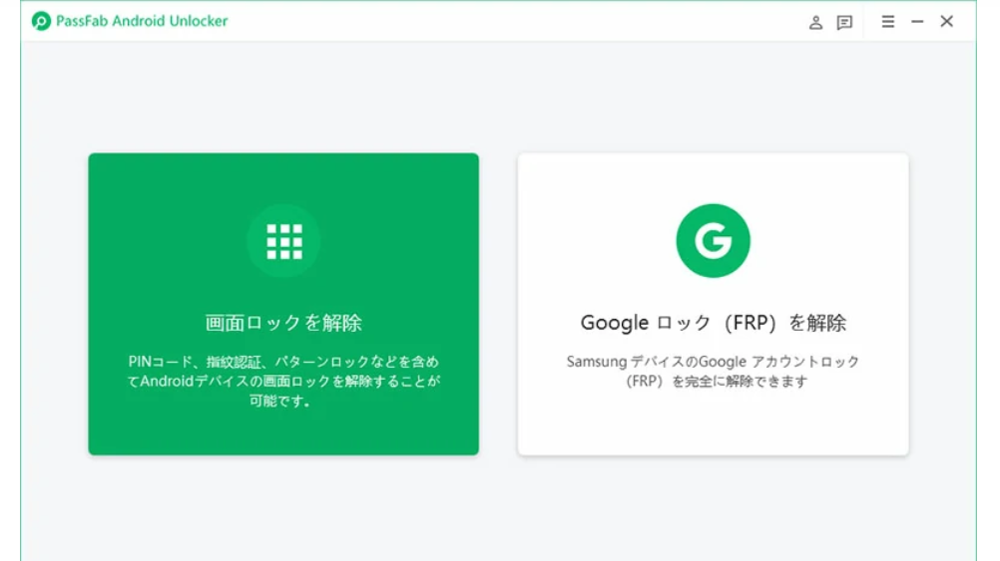 PassFab Android Unlocker
画面ロックを解除
PINコード、指紋認証、パターンロックなどを含め
てAndroidデバイスの画面ロックを解除することが
可能です。
Google ロック（FRP）を解除
Samsung デバイスのGoogle アカウントロック
（FRP）を完全に解除できます